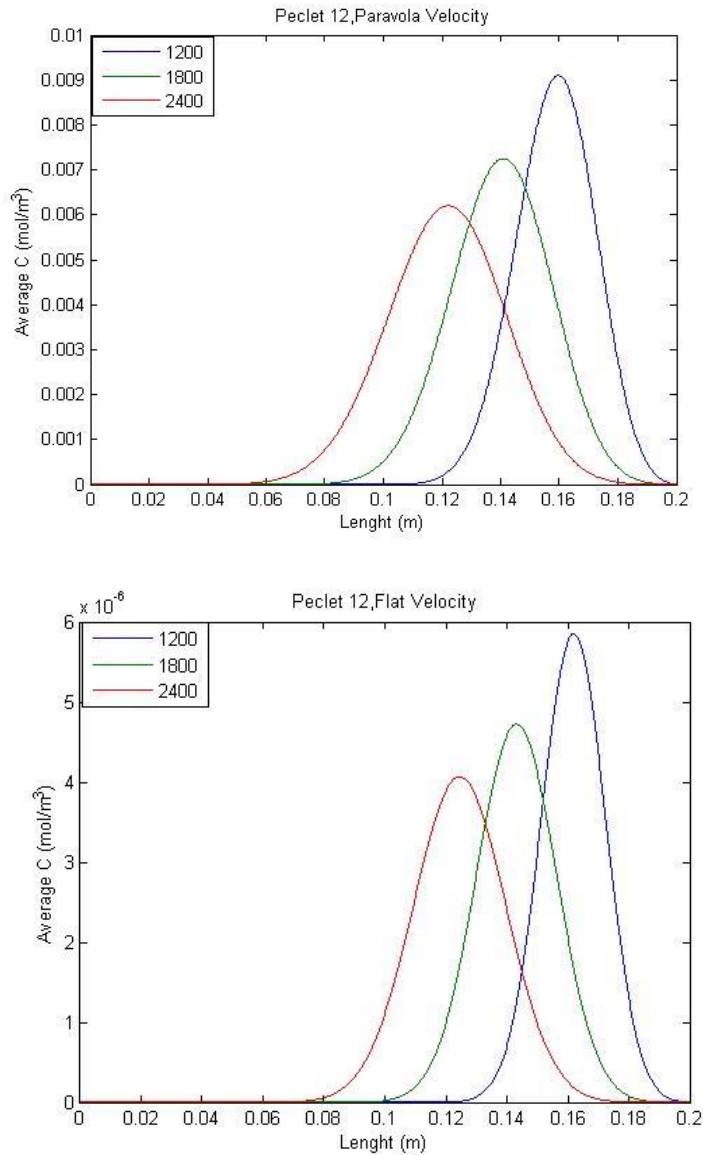 Peclet 12,Paravola Velocity
0.01
0.009
0.008
0.007
0.006
0.005
0.004
0.003
0.002
0.001
0
1200
1800
2400
Average C (mol/m³)
0 0.02 0.04 0.06 0.08 0.1 0.12 0.14 0.16 0.18 0.2
Lenght (m)
Peclet 12,Flat Velocity
x 10⁻⁶
6
5
4
3
2
1
0
1200
1800
2400
Average C (mol/m³)
0 0.02 0.04 0.06 0.08 0.1 0.12 0.14 0.16 0.18 0.2
Lenght (m)